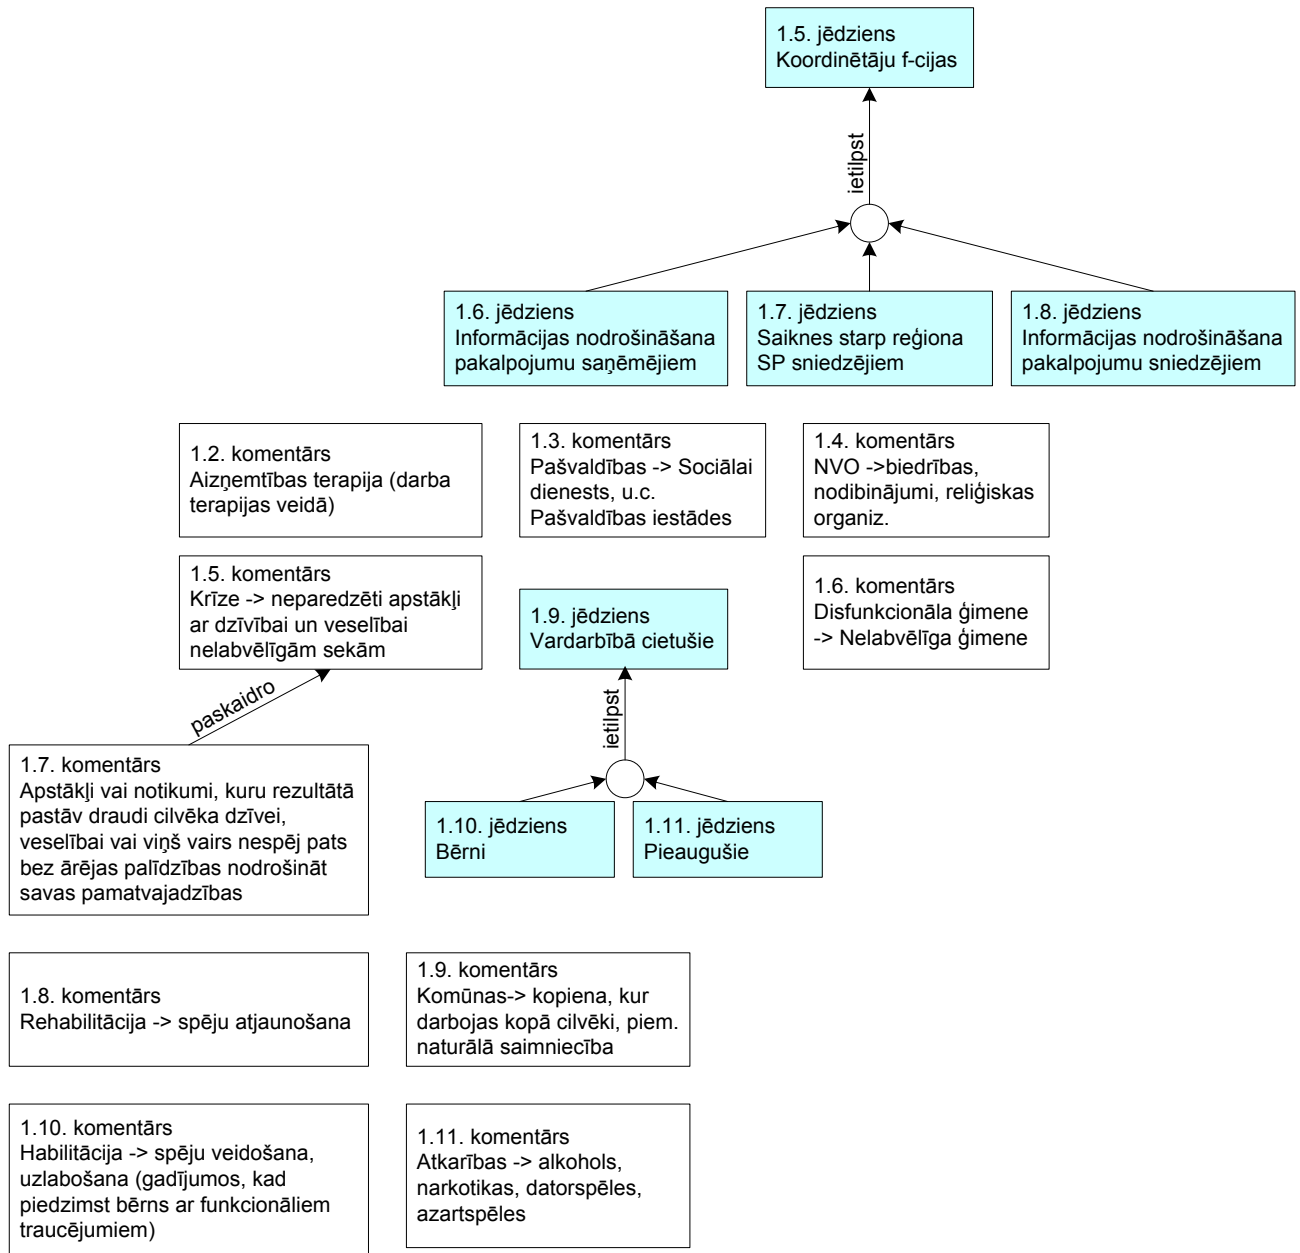 1.5. jēdziens
Koordinētāju f-cijas
ietilpst
1.6. jēdziens
Informācijas nodrošināšana
pakalpojumu saņēmējiem
1.7. jēdziens
Saiknes starp reģiona
SP sniedzējiem
1.8. jēdziens
Informācijas nodrošināšana
pakalpojumu sniedzējiem
1.2. komentārs
Aizņemtības terapija (darba
terapijas veidā)
1.3. komentārs
Pašvaldības -> Sociālai
dienests, u.c.
Pašvaldības iestādes
1.4. komentārs
NVO ->biedrības,
nodibinājumi, reliģiskas
organiz.
1.5. komentārs
Krīze -> neparedzēti apstākļi
ar dzīvībai un veselībai
nelabvēlīgām sekām
1.9. jēdziens
Vardarbībā cietušie
1.6. komentārs
Disfunkcionāla ģimene
-> Nelabvēlīga ģimene
paskaidro
ietilpst
1.7. komentārs
Apstākļi vai notikumi, kuru rezultātā
pastāv draudi cilvēka dzīvei,
veselībai vai viņš vairs nespēj pats
bez ārējas palīdzības nodrošināt
savas pamatvajadzības
1.10. jēdziens
Bērni
1.11. jēdziens
Pieaugušie
1.8. komentārs
Rehabilitācija -> spēju atjaunošana
1.9. komentārs
Komūnas-> kopiena, kur
darbojas kopā cilvēki, piem.
naturālā saimniecība
1.10. komentārs
Habilitācija -> spēju veidošana,
uzlabošana (gadījumos, kad
piedzimst bērns ar funkcionāliem
traucējumiem)
1.11. komentārs
Atkarības -> alkohols,
narkotikas, datorspēles,
azartspēles